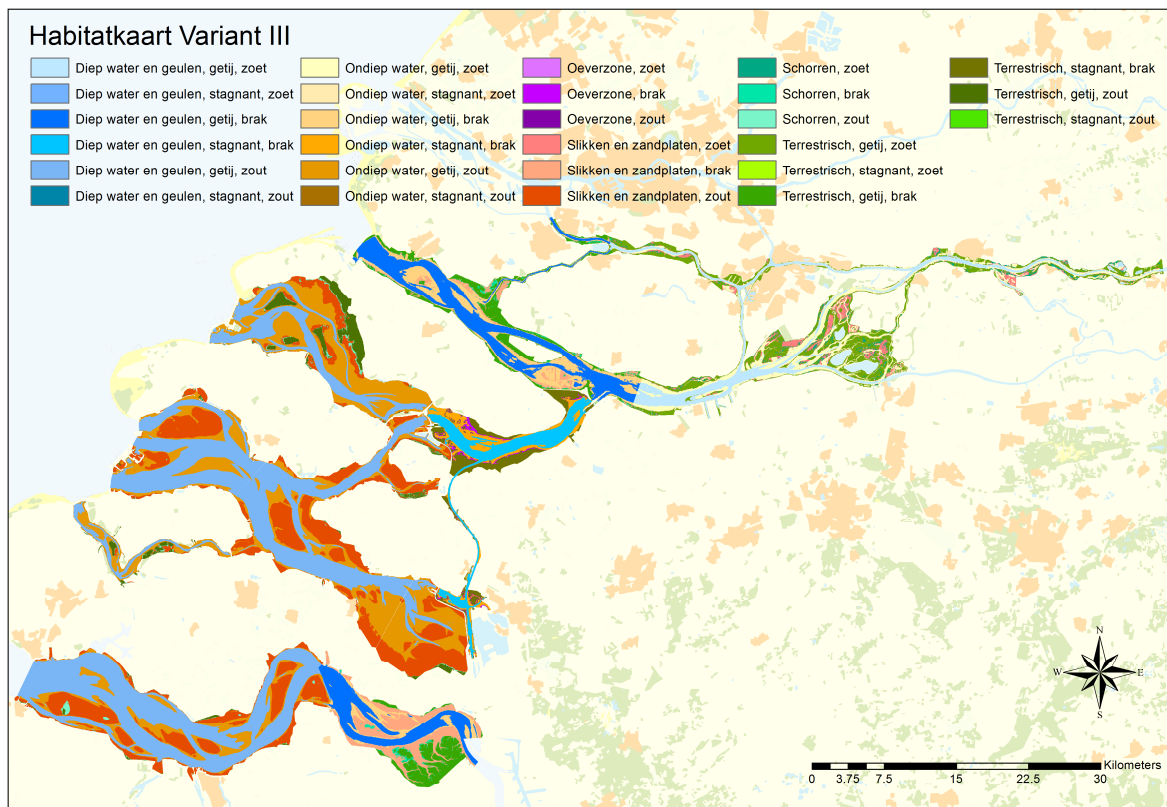 Habitatkaart Variant III
Diep water en geulen, getij, zoet
Diep water en geulen, stagnant, zoet
Diep water en geulen, getij, brak
Diep water en geulen, stagnant, brak
Diep water en geulen, getij, zout
Diep water en geulen, stagnant, zout
Ondiep water, getij, zoet
Ondiep water, stagnant, zoet
Ondiep water, getij, brak
Ondiep water, stagnant, brak
Ondiep water, getij, zout
Ondiep water, stagnant, zout
Oeverzone, zoet
Oeverzone, brak
Oeverzone, zout
Slikken en zandplaten, zoet
Slikken en zandplaten, brak
Slikken en zandplaten, zout
Schorren, zoet
Schorren, brak
Schorren, zout
Terrestrisch, getij, zoet
Terrestrisch, stagnant, zoet
Terrestrisch, getij, brak
Terrestrisch, stagnant, brak
Terrestrisch, getij, zout
Terrestrisch, stagnant, zout
N
W E
S
Kilometers
0 3.75 7.5 15 22.5 30